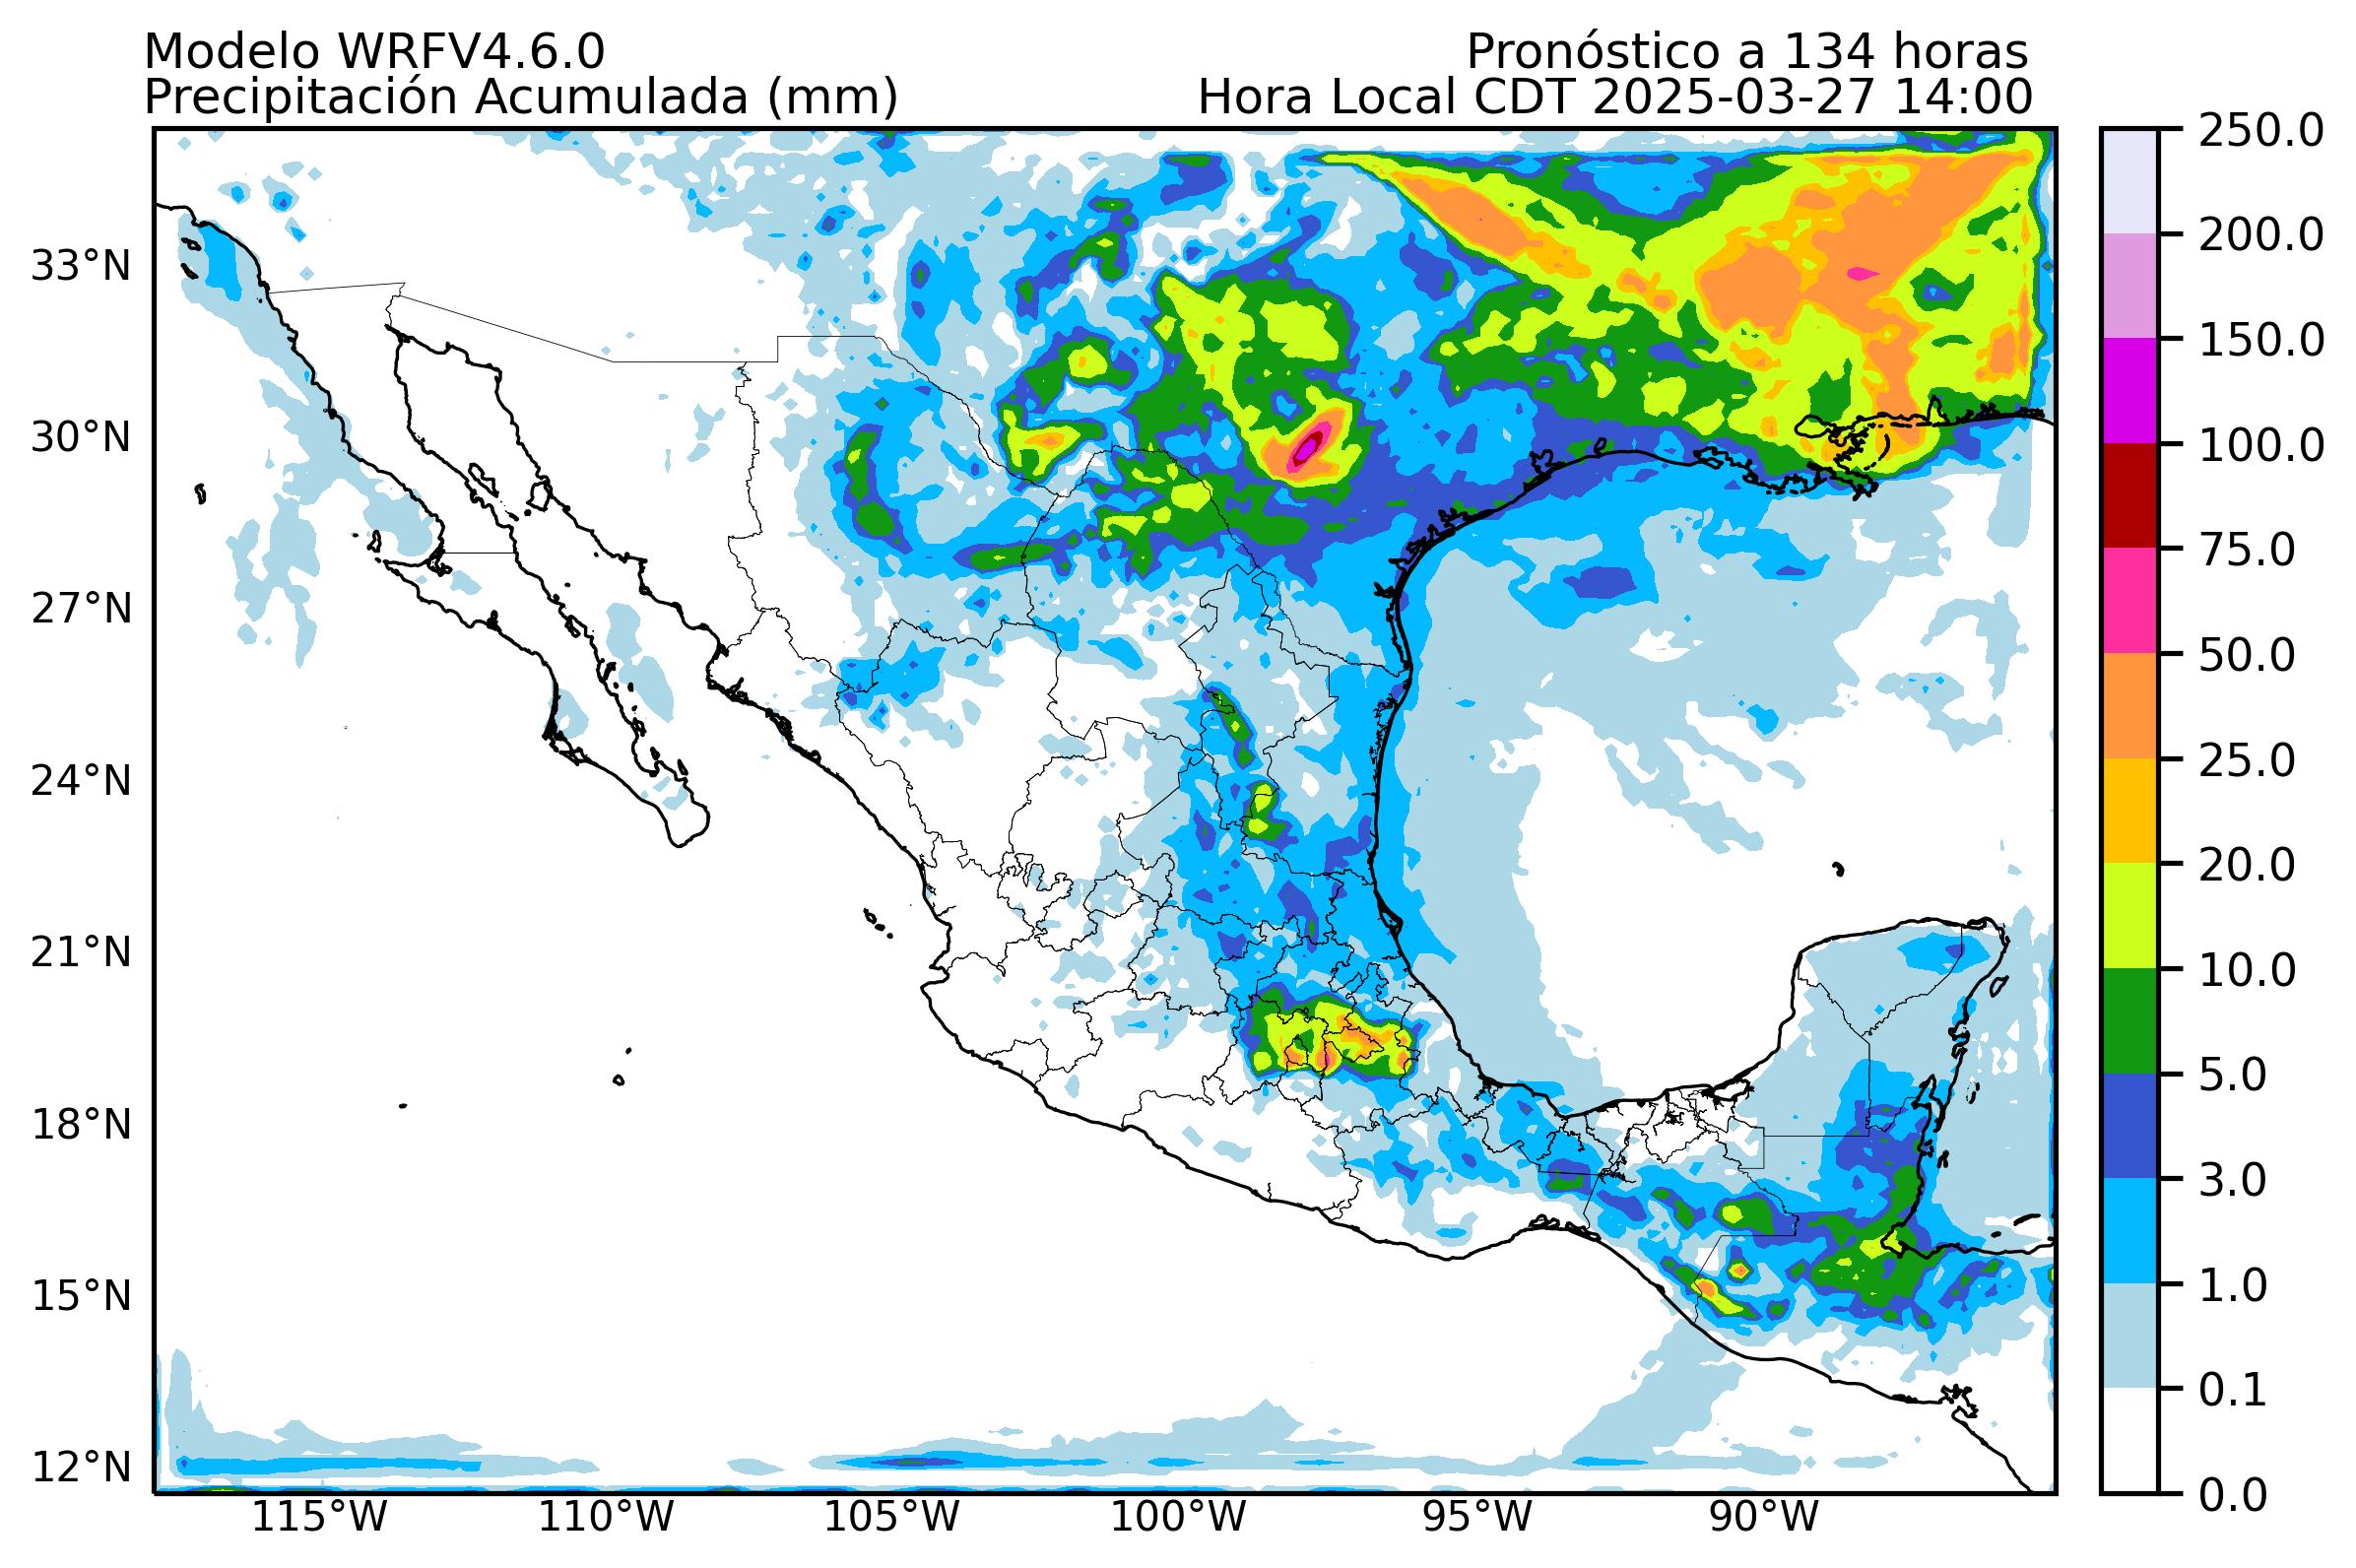 Modelo WRFV4.6.0
Pronóstico a 134 horas
Precipitación Acumulada (mm)
Hora Local CDT 2025-03-27 14:00
33°N
30°N
27°N
24°N
21°N
18°N
15°N
12°N
115°W
110°W
105°W
100°W
95°W
90°W
250.0
200.0
150.0
100.0
75.0
50.0
25.0
20.0
10.0
5.0
3.0
1.0
0.1
0.0